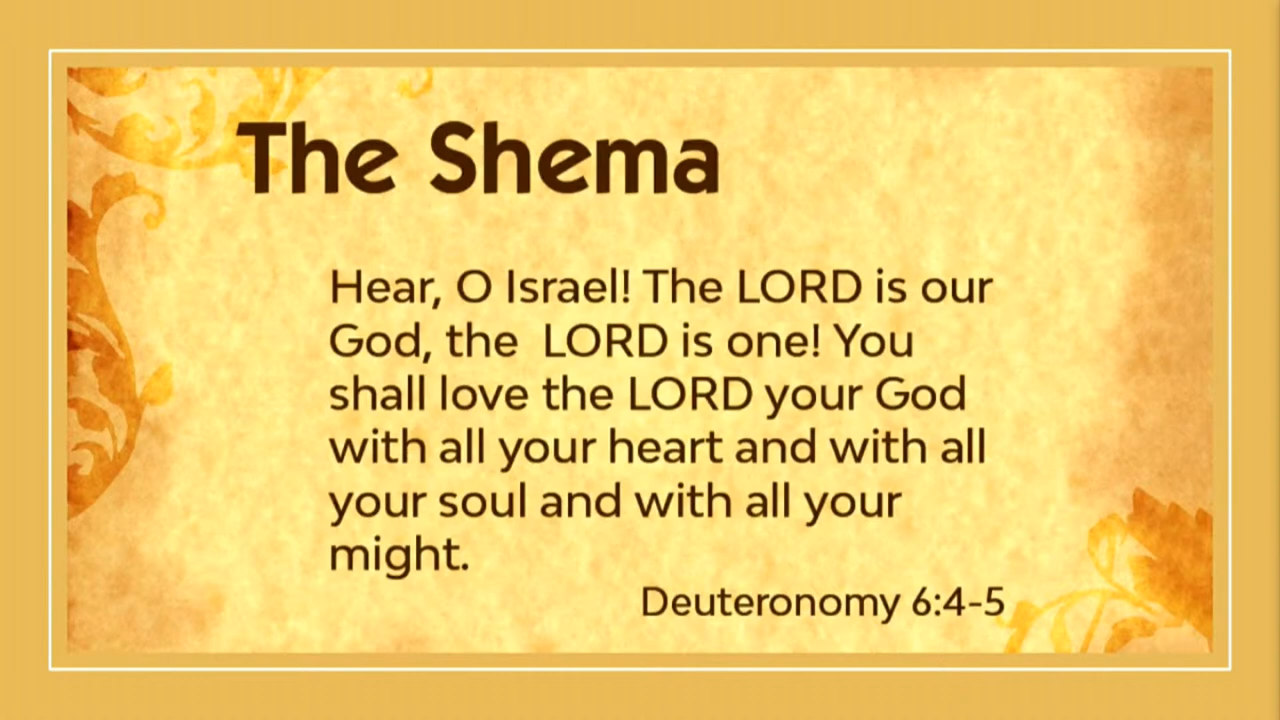 The Shema
Hear, O Israel! The LORD is our
God, the  LORD is one! You
shall love the LORD your God
with all your heart and with all
your soul and with all your
might.
Deuteronomy 6:4-5